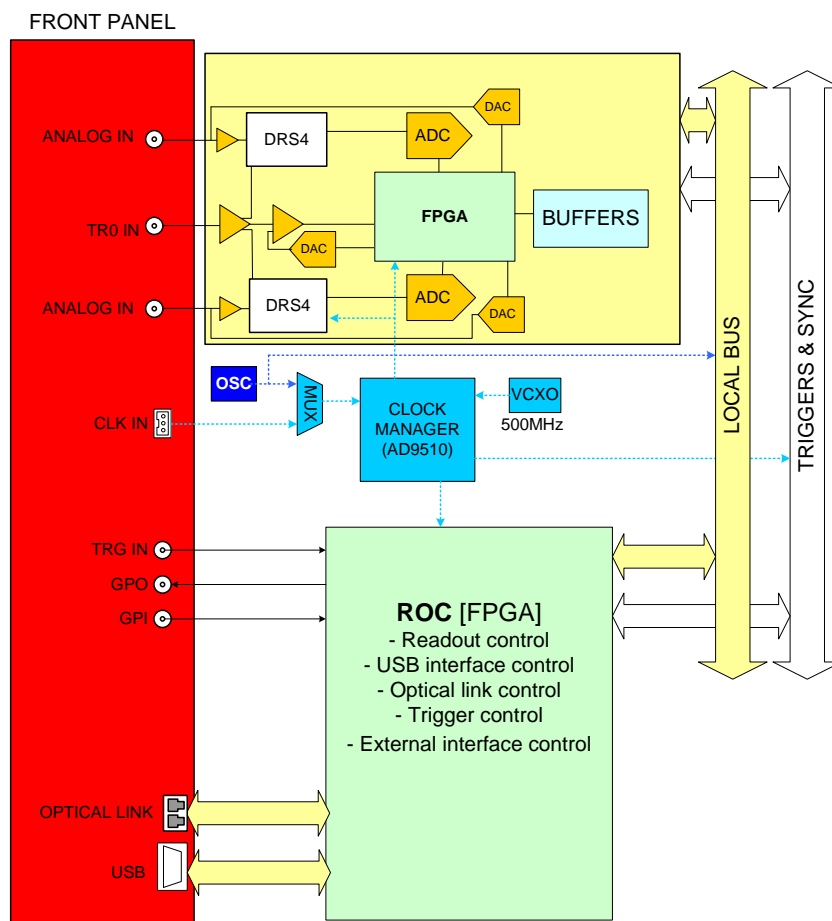 FRONT PANEL
ANALOG IN
DRS4
ADC
DAC
TR0 IN
DAC
FPGA
BUFFERS
ANALOG IN
DRS4
ADC
DAC
OSC
MUX
CLK IN
CLOCK
MANAGER
(AD9510)
VCXO
500MHz
LOCAL BUS
TRIGGERS & SYNC
TRG IN
GPO
GPI
ROC [FPGA]
- Readout control
- USB interface control
- Optical link control
- Trigger control
- External interface control
OPTICAL LINK
USB